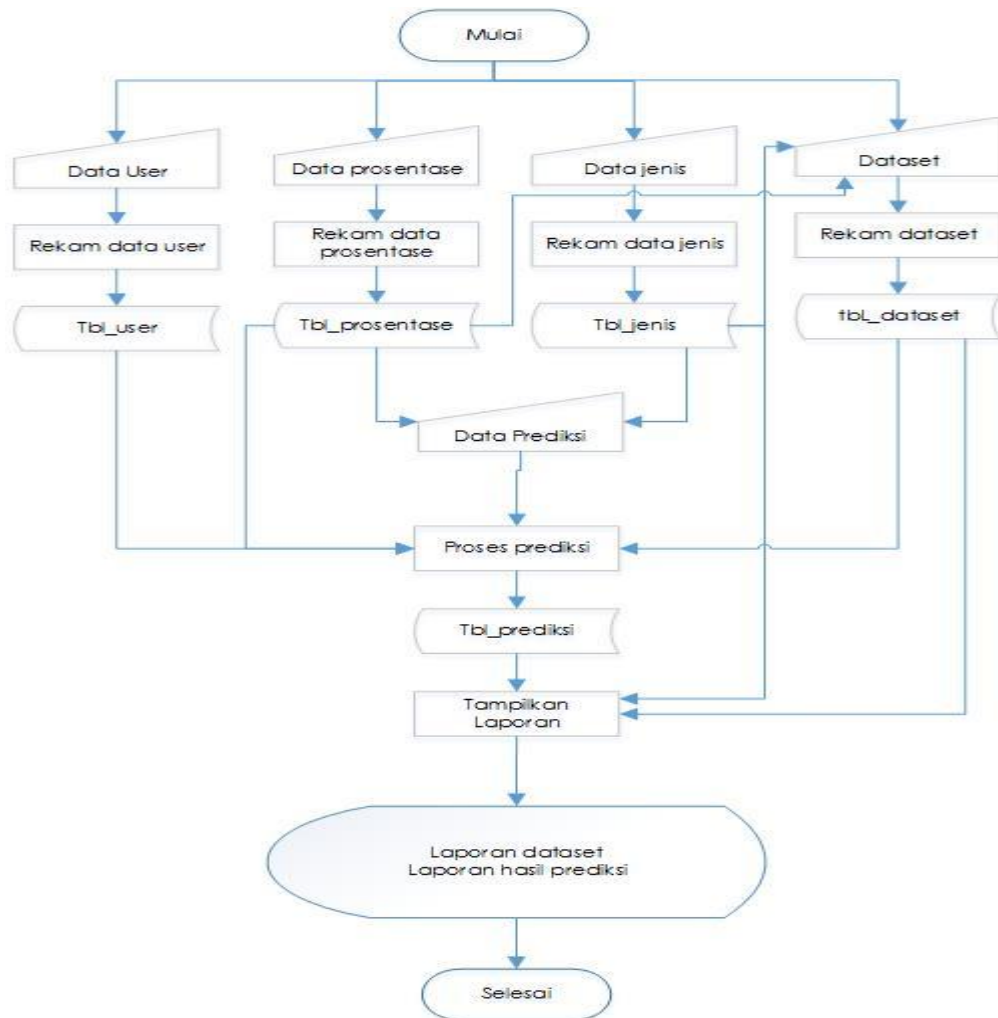 Mulai
Data User
Data prosentase
Data jenis
Dataset
Rekam data user
Rekam data
prosentase
Rekam data jenis
Rekam dataset
Tbl_user
Tbl_prosentase
Tbl_jenis
tbL_dataset
Data Prediksi
Proses prediksi
Tbl_prediksi
Tampilkan
Laporan
Laporan dataset
Laporan hasil prediksi
Selesai